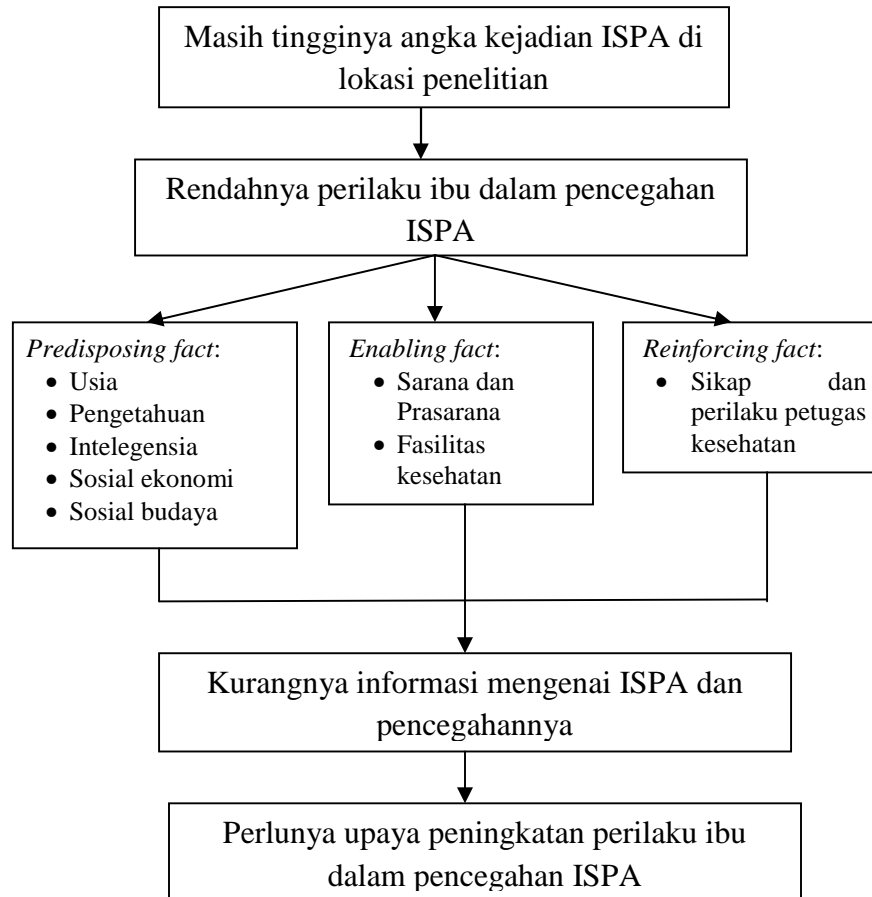 Masih tingginya angka kejadian ISPA di
lokasi penelitian
Rendahnya perilaku ibu dalam pencegahan
ISPA
Predisposing fact:
• Usia
• Pengetahuan
• Intelegensia
• Sosial ekonomi
• Sosial budaya
Enabling fact:
• Sarana dan
Prasarana
• Fasilitas
kesehatan
Reinforcing fact:
• Sikap dan
perilaku petugas
kesehatan
Kurangnya informasi mengenai ISPA dan
pencegahannya
Perlunya upaya peningkatan perilaku ibu
dalam pencegahan ISPA